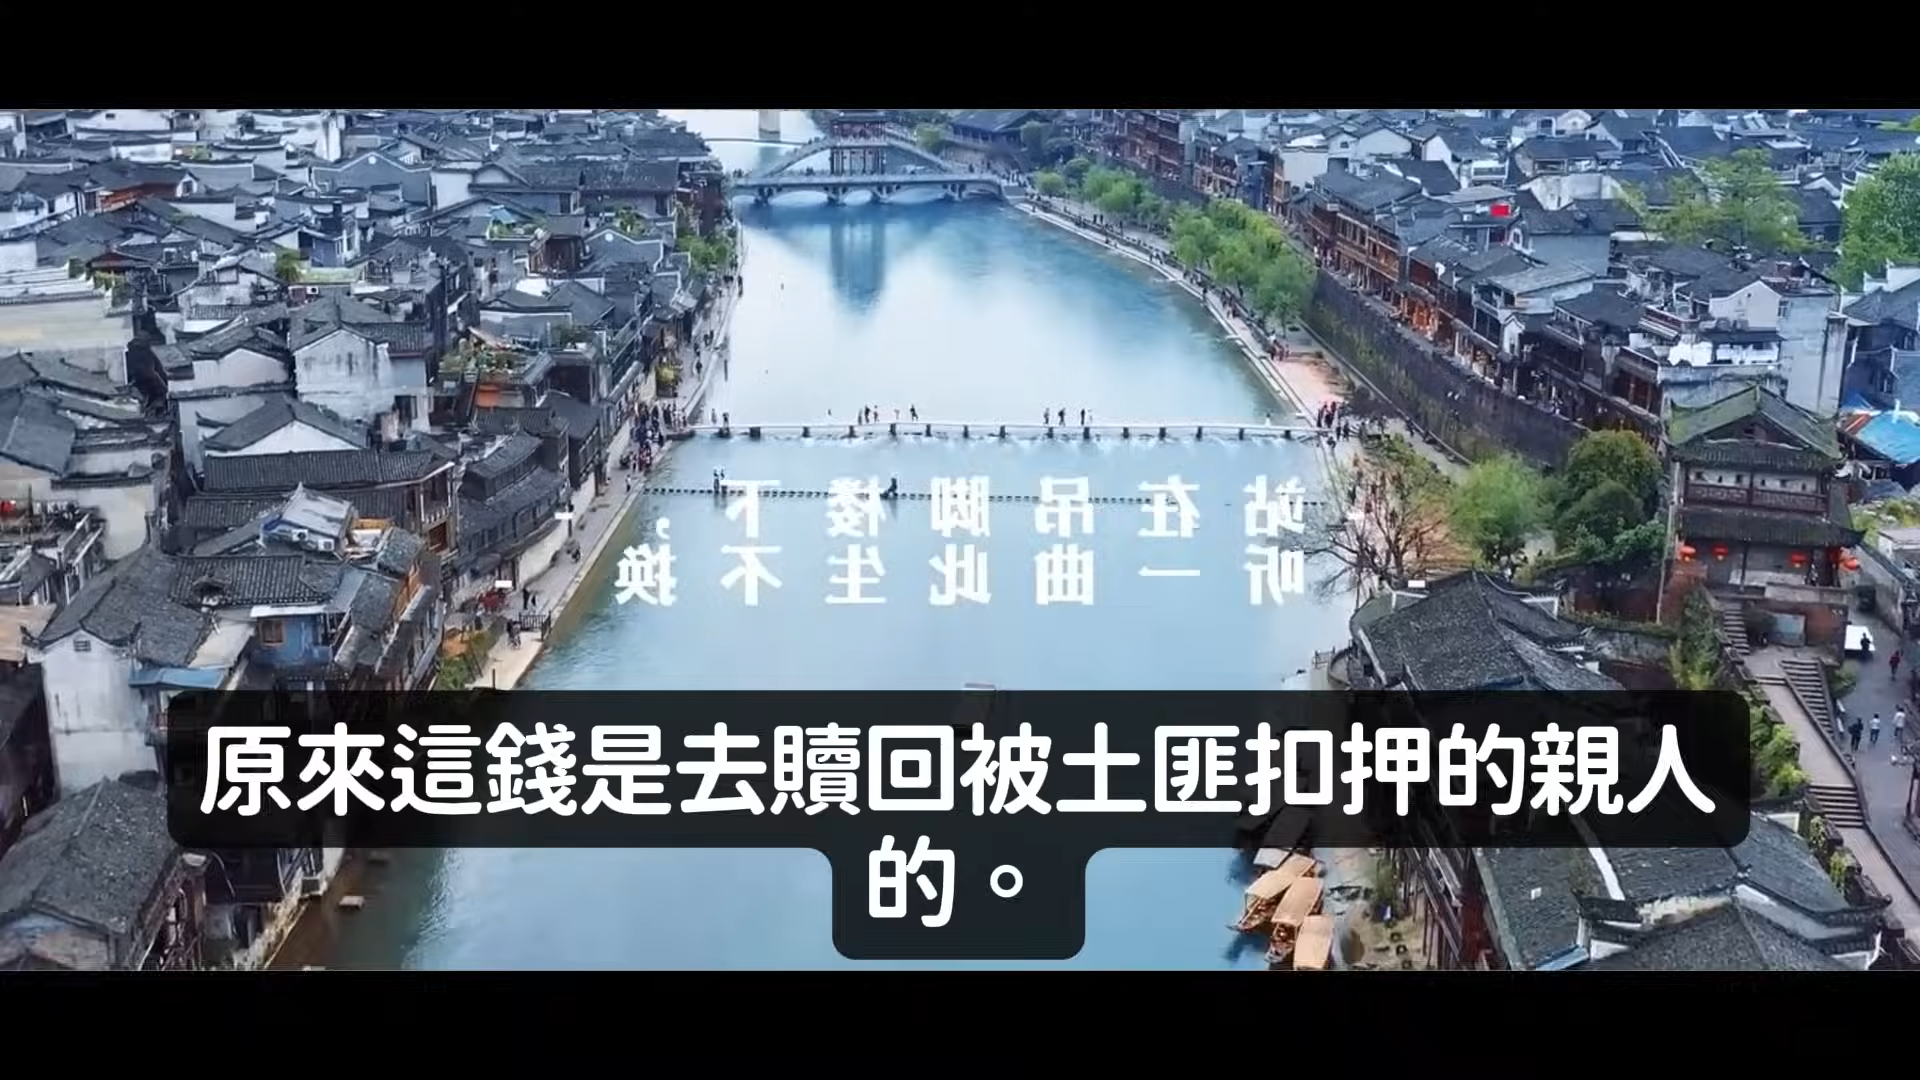 - 站在吊脚楼下， -
- 听一曲此生不换 -
原來這錢是去贖回被土匪扣押的親人
的。